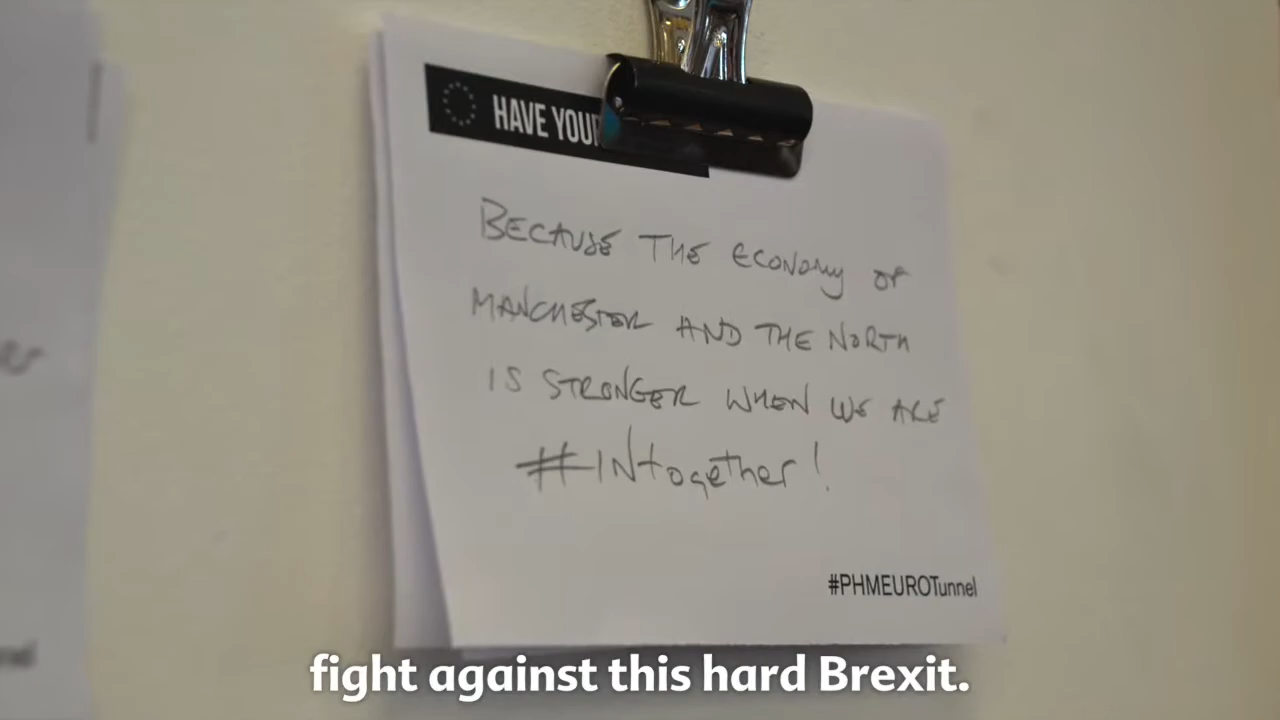 HAVE YOUR
BECAUSE THE ECONOMY OF
MANCHESTER AND THE NORTH
IS STRONGER WHEN WE ARE
#INtogether!
#PHMEUROTunnel
fight against this hard Brexit.